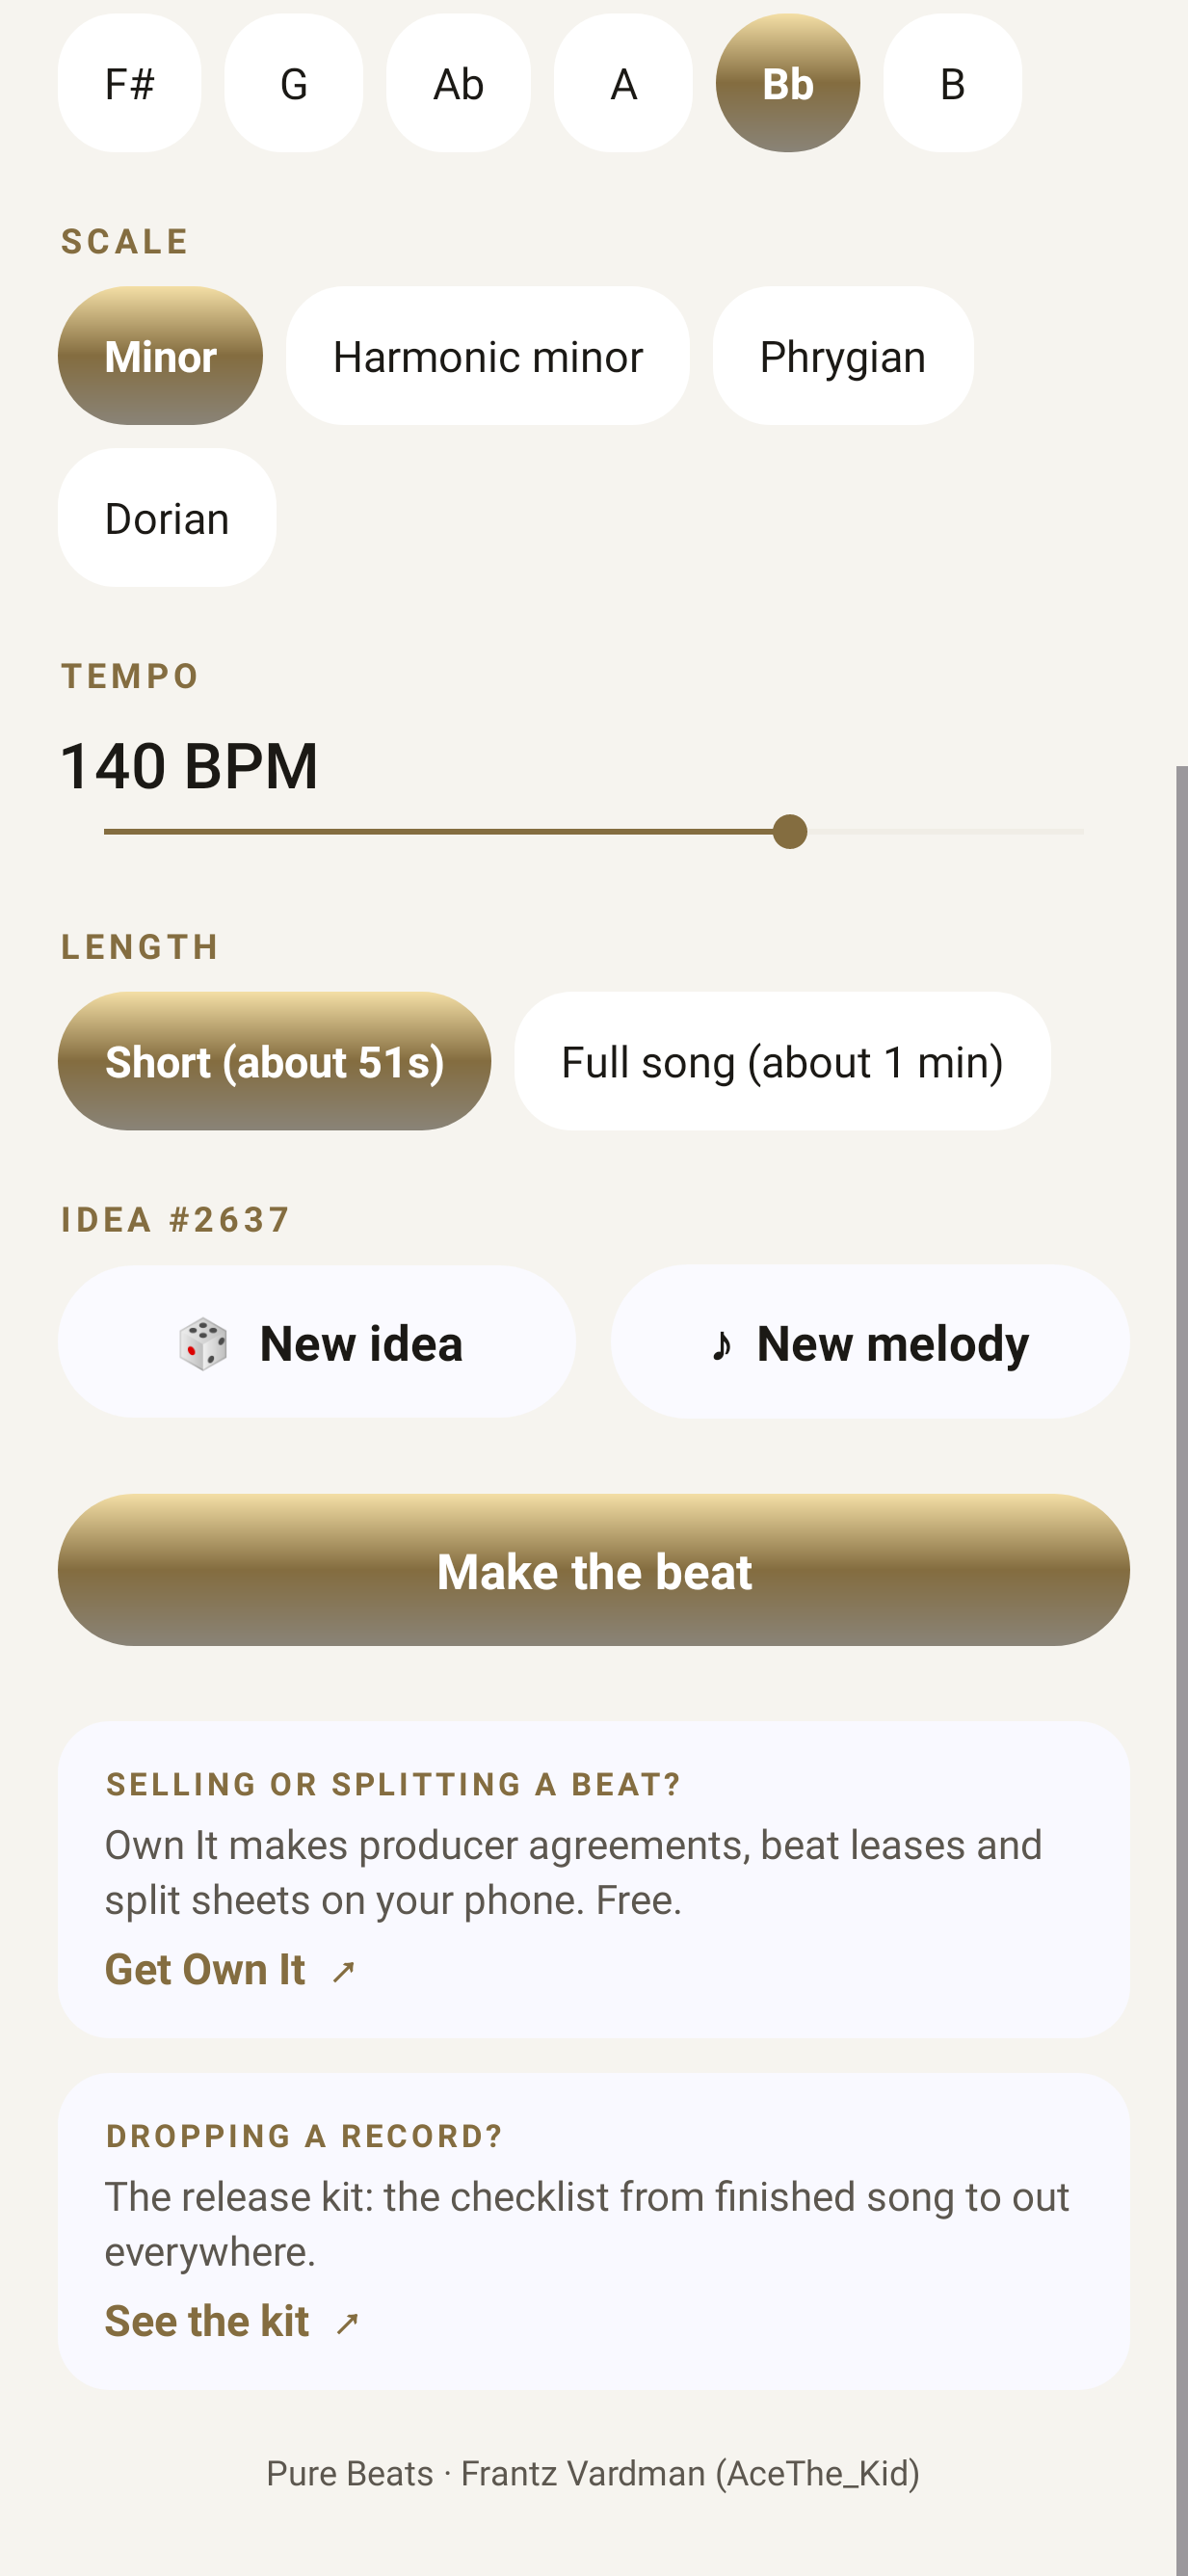 F# G Ab A Bb B
SCALE
Minor Harmonic minor Phrygian
Dorian
TEMPO
140 BPM
LENGTH
Short (about 51s) Full song (about 1 min)
IDEA #2637
🎲 New idea ♪ New melody
Make the beat
SELLING OR SPLITTING A BEAT?
Own It makes producer agreements, beat leases and
split sheets on your phone. Free.
Get Own It ↗
DROPPING A RECORD?
The release kit: the checklist from finished song to out
everywhere.
See the kit ↗
Pure Beats · Frantz Vardman (AceThe_Kid)